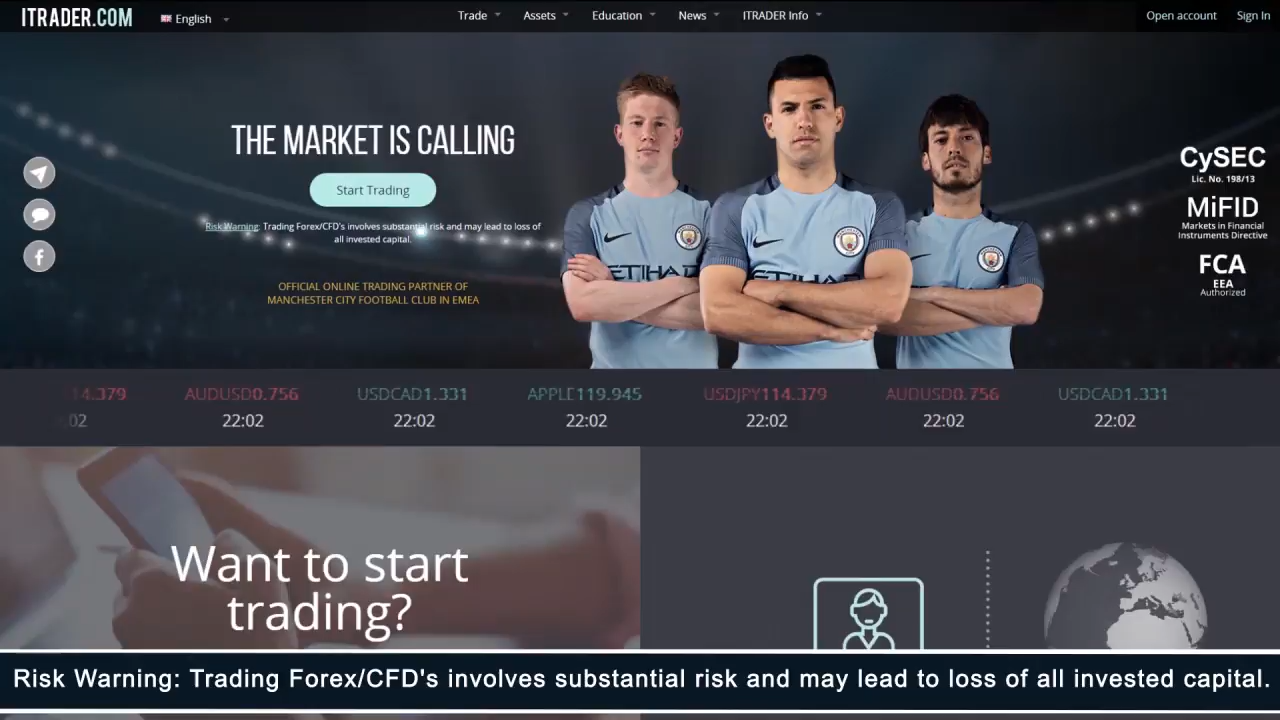 ITRADER.COM
English
Trade
Assets
Education
News
ITRADER Info
Open account
Sign In
THE MARKET IS CALLING
Start Trading
Risk Warning: Trading Forex/CFD's involves substantial risk and may lead to loss of
all invested capital.
OFFICIAL ONLINE TRADING PARTNER OF
MANCHESTER CITY FOOTBALL CLUB IN EMEA
ETIHAD
CySEC
Lic. No. 198/13
MiFID
Markets in Financial
Instruments Directive
FCA
EEA
Authorized
14.379 AUDUSD0.756 USDCAD1.331 APPLE119.945 USDJPY114.379 AUDUSD0.756 USDCAD1.331
:02 22:02 22:02 22:02 22:02 22:02 22:02
Want to start
trading?
Risk Warning: Trading Forex/CFD's involves substantial risk and may lead to loss of all invested capital.